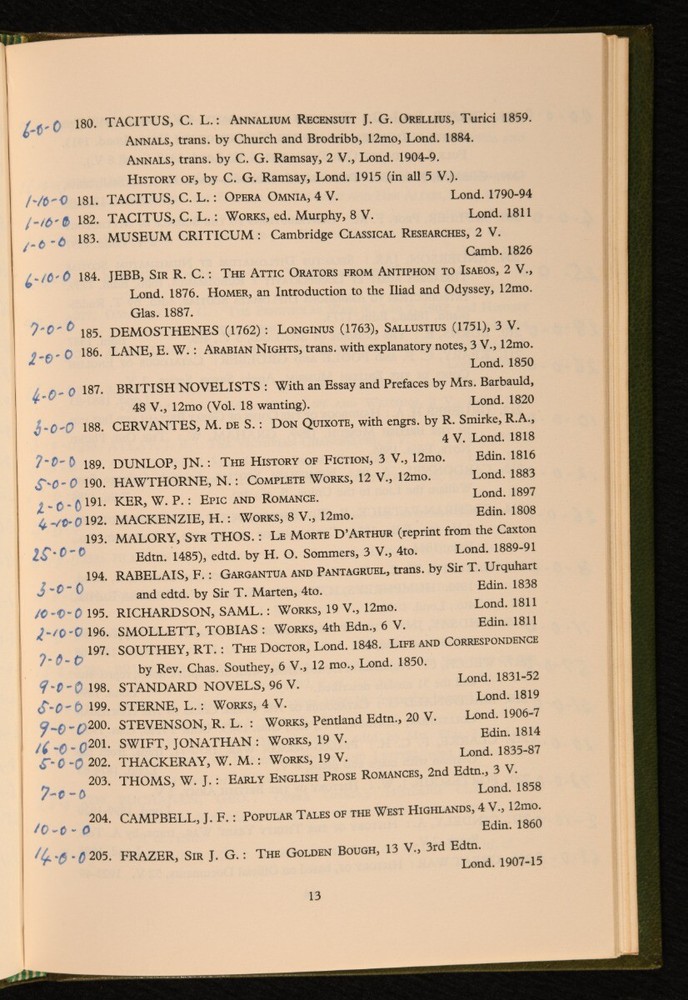 6-0-0 180. TACITUS, C. L.: ANNALIUM RECENSUIT J. G. ORELLIUS, Turici 1859.
ANNALS, trans. by Church and Brodribb, 12mo, Lond. 1884.
ANNALS, trans. by C. G. Ramsay, 2 V., Lond. 1904-9.
HISTORY OF, by C. G. Ramsay, Lond. 1915 (in all 5 V.).
1-10-0 181. TACITUS, C. L.: OPERA OMNIA, 4 V. Lond. 1790-94
1-10-0 182. TACITUS, C. L.: WORKS, ed. Murphy, 8 V. Lond. 1811
1-0-0 183. MUSEUM CRITICUM: Cambridge CLASSICAL RESEARCHES, 2 V.
Camb. 1826
6-10-0 184. JEBB, SIR R. C.: THE ATTIC ORATORS FROM ANTIPHON TO ISAEOS, 2 V.,
Lond. 1876. HOMER, an Introduction to the Iliad and Odyssey, 12mo.
Glas. 1887.
7-0-0 185. DEMOSTHENES (1762): LONGINUS (1763), SALLUSTIUS (1751), 3 V.
2-0-0 186. LANE, E. W.: ARABIAN NIGHTS, trans. with explanatory notes, 3 V., 12mo.
Lond. 1850
4-0-0 187. BRITISH NOVELISTS: With an Essay and Prefaces by Mrs. Barbauld,
48 V., 12mo (Vol. 18 wanting). Lond. 1820
3-0-0 188. CERVANTES, M. DE S.: DON QUIXOTE, with engrs. by R. Smirke, R.A.,
4 V. Lond. 1818
7-0-0 189. DUNLOP, JN.: THE HISTORY OF FICTION, 3 V., 12mo. Edin. 1816
5-0-0 190. HAWTHORNE, N.: COMPLETE WORKS, 12 V., 12mo. Lond. 1883
2-0-0 191. KER, W. P.: EPIC AND ROMANCE. Lond. 1897
4-10-0 192. MACKENZIE, H.: WORKS, 8 V., 12mo. Edin. 1808
193. MALORY, SYR THOS.: LE MORTE D'ARTHUR (reprint from the Caxton
25-0-0 Edtn. 1485), edtd. by H. O. Sommers, 3 V., 4to. Lond. 1889-91
194. RABELAIS, F.: GARGANTUA AND PANTAGRUEL, trans. by Sir T. Urquhart
3-0-0 and edtd. by Sir T. Marten, 4to. Edin. 1838
10-0-0 195. RICHARDSON, SAML.: WORKS, 19 V., 12mo. Lond. 1811
2-10-0 196. SMOLLETT, TOBIAS: WORKS, 4th Edn., 6 V. Edin. 1811
197. SOUTHEY, RT.: THE DOCTOR, Lond. 1848. LIFE AND CORRESPONDENCE
7-0-0 by Rev. Chas. Southey, 6 V., 12 mo., Lond. 1850.
9-0-0 198. STANDARD NOVELS, 96 V. Lond. 1831-52
5-0-0 199. STERNE, L.: WORKS, 4 V. Lond. 1819
9-0-0 200. STEVENSON, R. L. : WORKS, Pentland Edtn., 20 V. Lond. 1906-7
16-0-0 201. SWIFT, JONATHAN: WORKS, 19 V. Edin. 1814
5-0-0 202. THACKERAY, W. M.: WORKS, 19 V. Lond. 1835-87
203. THOMS, W. J.: EARLY ENGLISH PROSE ROMANCES, 2nd Edtn., 3 V.
7-0-0 Lond. 1858
204. CAMPBELL, J. F.: POPULAR TALES OF THE WEST HIGHLANDS, 4 V., 12mo.
10-0-0 Edin. 1860
14-0-0 205. FRAZER, SIR J. G.: THE GOLDEN BOUGH, 13 V., 3rd Edtn.
Lond. 1907-15
13